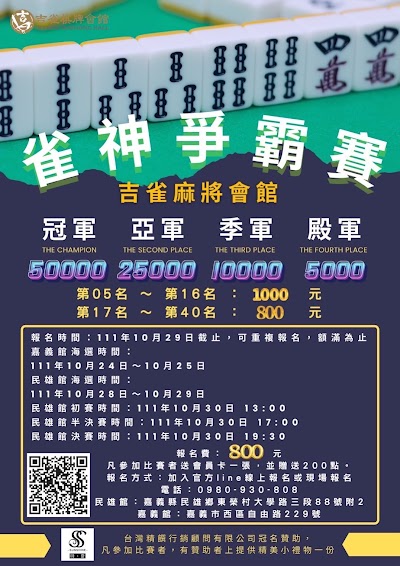 吉雀麻將會館
雀神爭霸賽
吉雀麻將會館
冠軍 亞軍 季軍 殿軍
THE CHAMPION THE SECOND PLACE THE THIRD PLACE THE FOURTH PLACE
50000 25000 10000 5000
第05名 ~ 第16名 : 1000 元
第17名 ~ 第40名 : 800 元
報名時間:111年10月29日截止,可重複報名,額滿為止
嘉義館海選時間:
111年10月24日~10月25日
民雄館海選時間:
111年10月28日~10月29日
民雄館初賽時間:111年10月30日 13:00
民雄館半決賽時間:111年10月30日 17:00
民雄館決賽時間:111年10月30日 19:30
報名費: 800 元
凡參加比賽者送會員卡一張,並贈送200點。
報名方式:加入官方line線上報名或現場報名
電話:0980-930-808
民雄館:嘉義縣民雄鄉東榮村大學路三段88號附2
嘉義館:嘉義市西區自由路229號
台灣精饌行銷顧問有限公司冠名贊助,
凡參加比賽者,有贊助者上提供精美小禮物一份